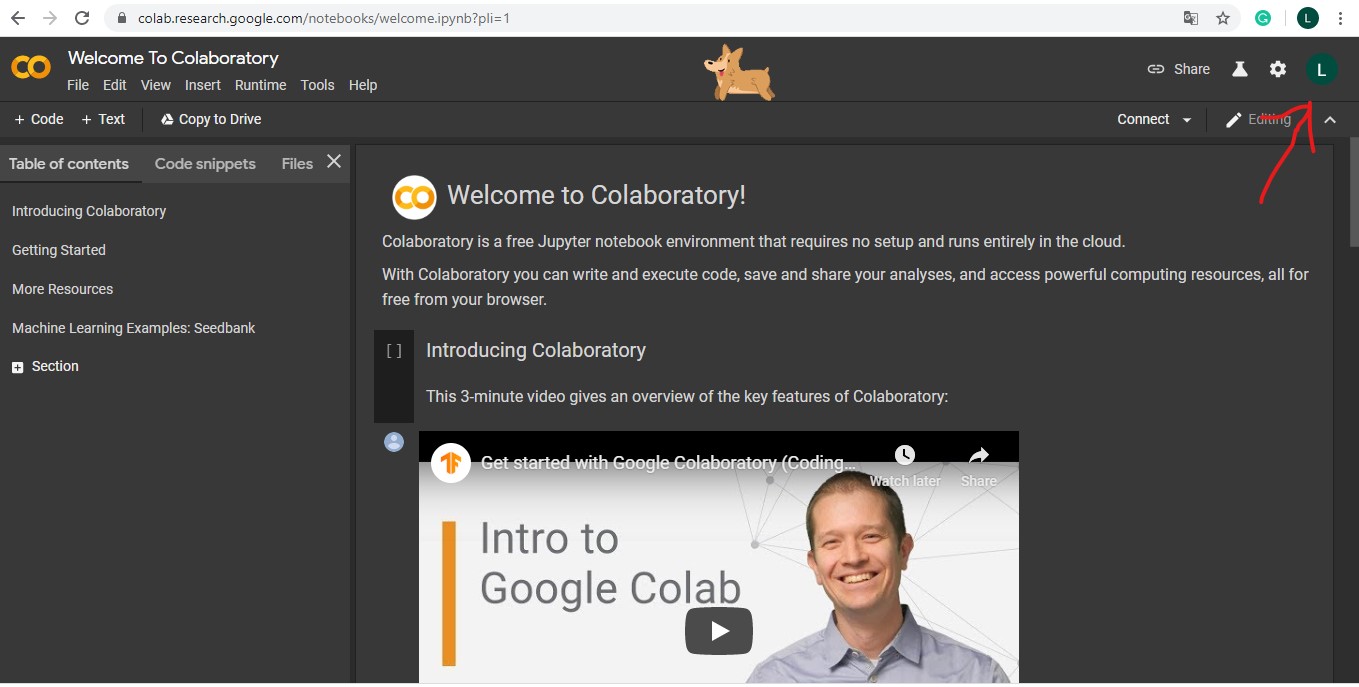 colab.research.google.com/notebooks/welcome.ipynb?pli=1
L
Welcome To Colaboratory
File Edit View Insert Runtime Tools Help
Share
L
+ Code + Text Copy to Drive
Connect
Editing
Table of contents Code snippets Files
Introducing Colaboratory
Getting Started
More Resources
Machine Learning Examples: Seedbank
Section
Welcome to Colaboratory!
Colaboratory is a free Jupyter notebook environment that requires no setup and runs entirely in the cloud.
With Colaboratory you can write and execute code, save and share your analyses, and access powerful computing resources, all for
free from your browser.
[ ]
Introducing Colaboratory
This 3-minute video gives an overview of the key features of Colaboratory:
Get started with Google Colaboratory (Coding...
Watch later Share
Intro to
Google Colab